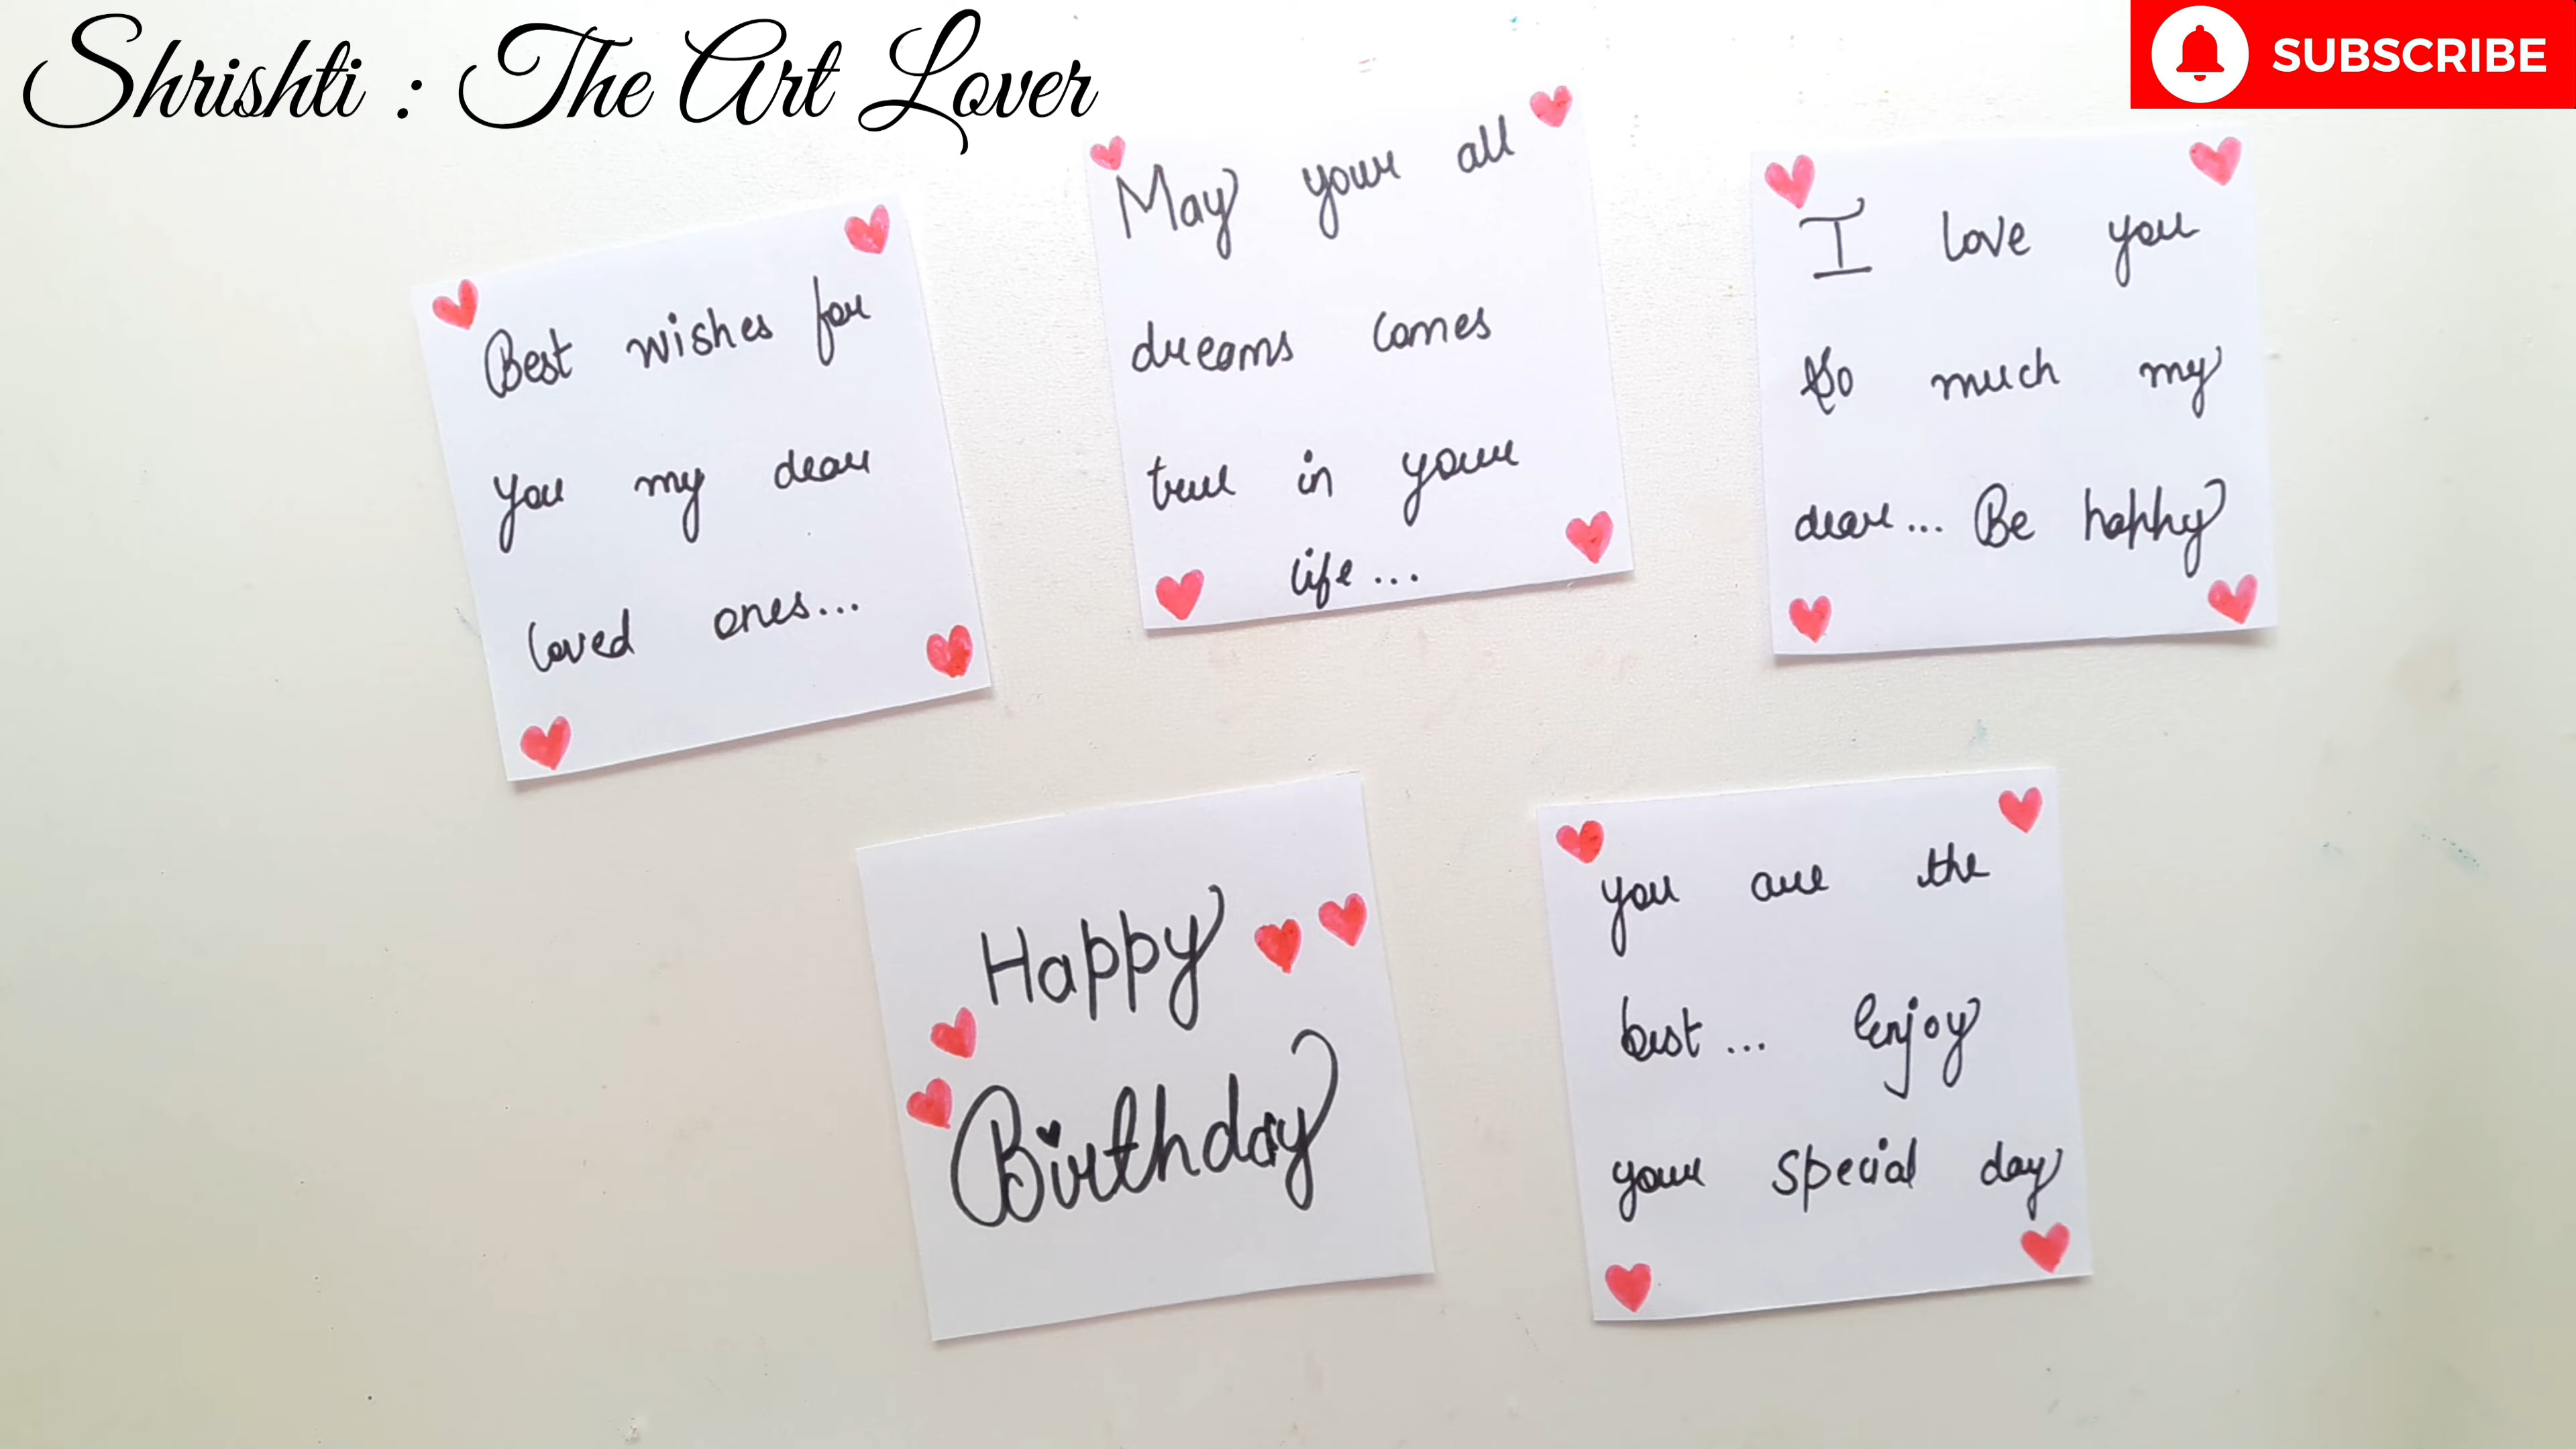 Shrishti : The Art Lover
SUBSCRIBE
Best wishes for
you my dear
loved ones...
May your all
dreams comes
true in your
life...
I love you
So much my
dear... Be happy
Happy
Birthday
you are the
best... Enjoy
your special day